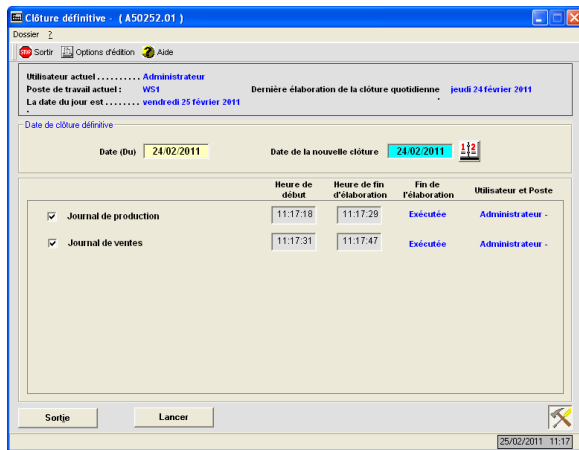 Clôture définitive - ( A50252.01 )
Dossier ?
STOP Sortir Options d'édition Aide
Utilisateur actuel . . . . . . . . . . Administrateur
Poste de travail actuel : WS1 Dernière élaboration de la clôture quotidienne jeudi 24 février 2011
La date du jour est . . . . . . . . vendredi 25 février 2011
Date de clôture définitive
Date (Du) 24/02/2011 Date de la nouvelle clôture 24/02/2011 1 2
Heure de début Heure de fin d'élaboration Fin de l'élaboration Utilisateur et Poste
Journal de production 11:17:18 11:17:29 Exécutée Administrateur -
Journal de ventes 11:17:31 11:17:47 Exécutée Administrateur -
Sortie Lancer
25/02/2011 11:17